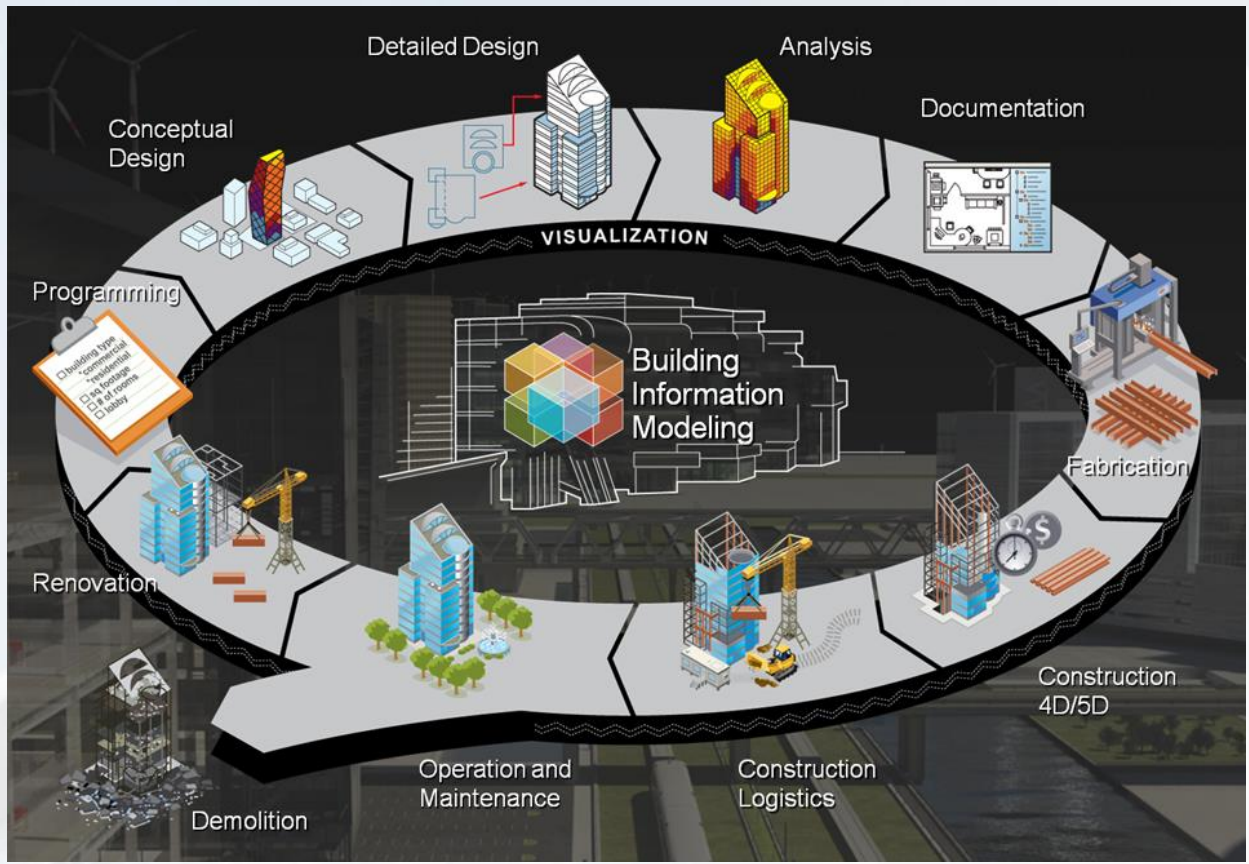 Detailed Design
Analysis
Documentation
Conceptual
Design
VISUALIZATION
Programming
building type
*commercial
*residential
sq footage
# of rooms
lobby
Building
Information
Modeling
Fabrication
$
Renovation
Construction
4D/5D
Operation and
Maintenance
Construction
Logistics
Demolition